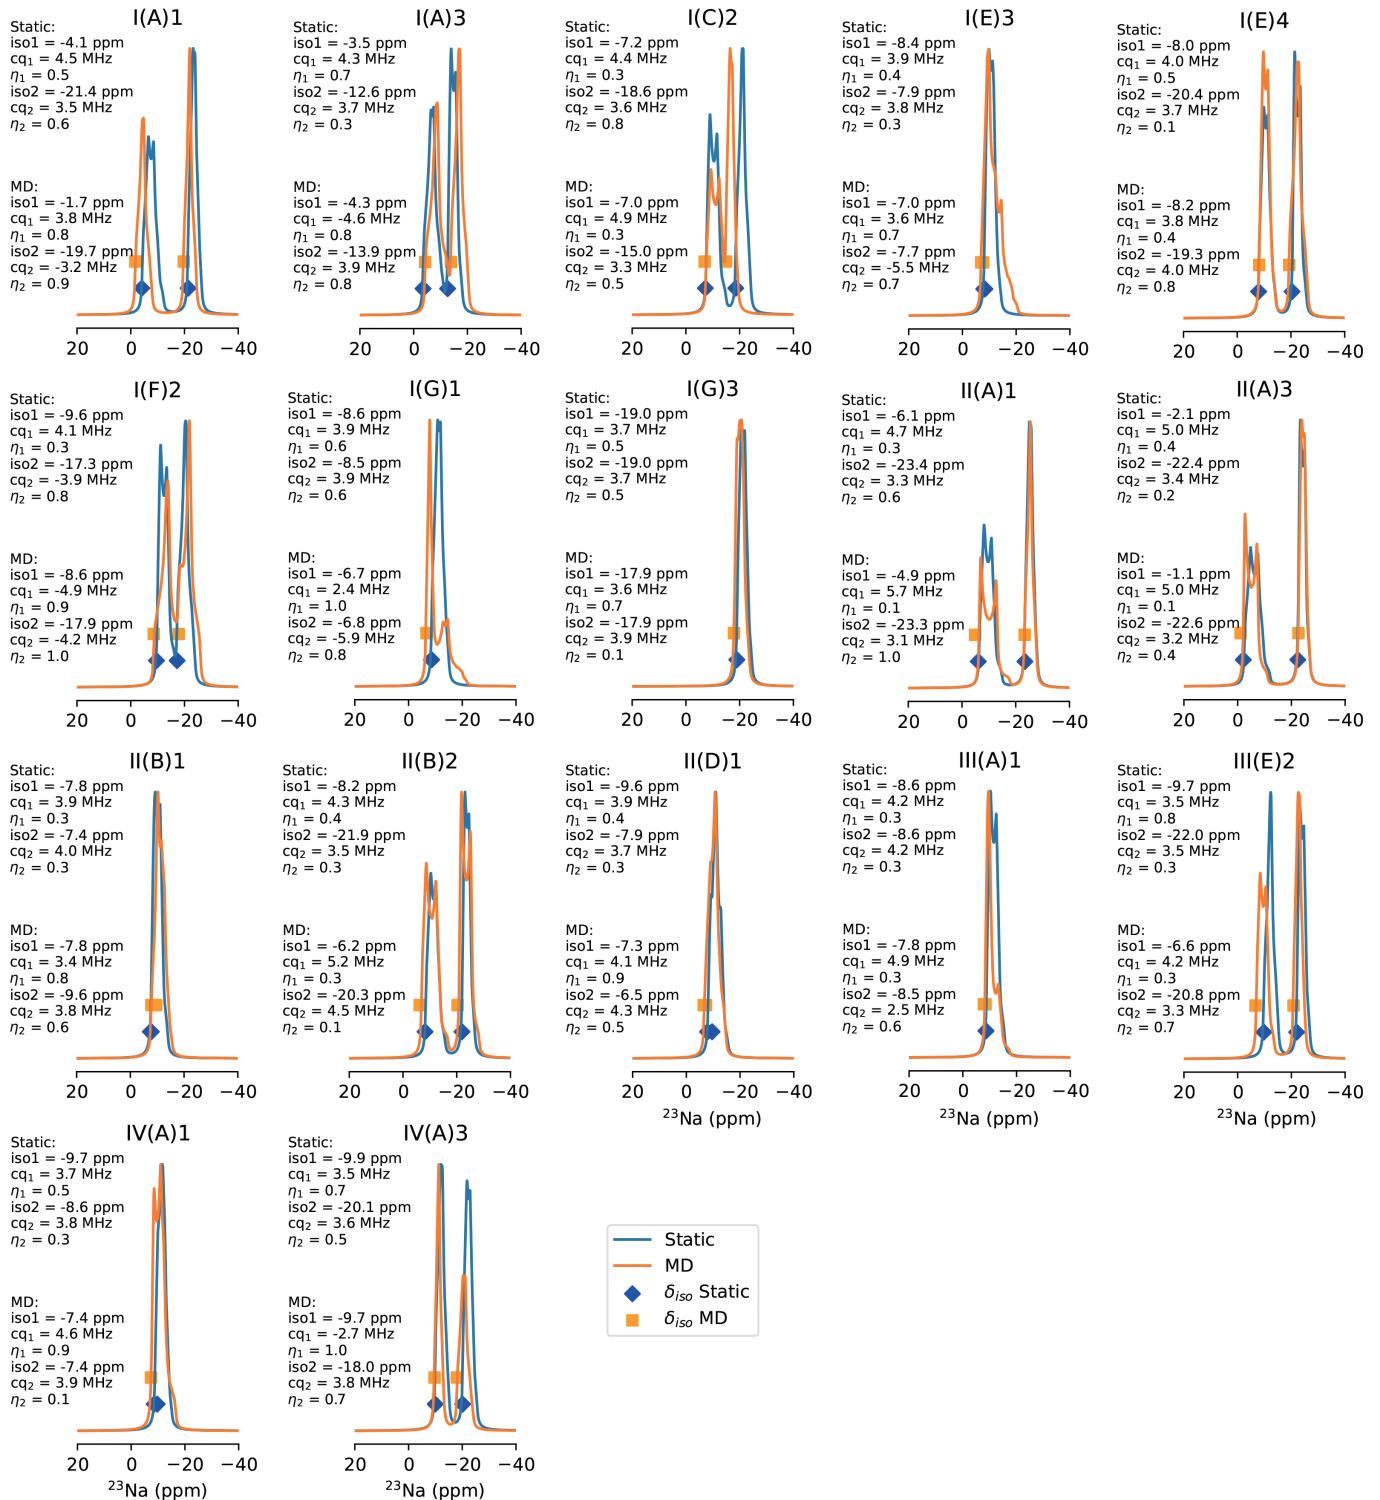 I(A)1
Static:
iso1 = -4.1 ppm
cq₁ = 4.5 MHz
η₁ = 0.5
iso2 = -21.4 ppm
cq₂ = 3.5 MHz
η₂ = 0.6
MD:
iso1 = -1.7 ppm
cq₁ = 3.8 MHz
η₁ = 0.8
iso2 = -19.7 ppm
cq₂ = -3.2 MHz
η₂ = 0.9
20 0 −20 −40
I(A)3
Static:
iso1 = -3.5 ppm
cq₁ = 4.3 MHz
η₁ = 0.7
iso2 = -12.6 ppm
cq₂ = 3.7 MHz
η₂ = 0.3
MD:
iso1 = -4.3 ppm
cq₁ = -4.6 MHz
η₁ = 0.8
iso2 = -13.9 ppm
cq₂ = 3.9 MHz
η₂ = 0.8
20 0 −20 −40
I(C)2
Static:
iso1 = -7.2 ppm
cq₁ = 4.4 MHz
η₁ = 0.3
iso2 = -18.6 ppm
cq₂ = 3.6 MHz
η₂ = 0.8
MD:
iso1 = -7.0 ppm
cq₁ = 4.9 MHz
η₁ = 0.3
iso2 = -15.0 ppm
cq₂ = 3.3 MHz
η₂ = 0.5
20 0 −20 −40
I(E)3
Static:
iso1 = -8.4 ppm
cq₁ = 3.9 MHz
η₁ = 0.4
iso2 = -7.9 ppm
cq₂ = 3.8 MHz
η₂ = 0.3
MD:
iso1 = -7.0 ppm
cq₁ = 3.6 MHz
η₁ = 0.7
iso2 = -7.7 ppm
cq₂ = -5.5 MHz
η₂ = 0.7
20 0 −20 −40
I(E)4
Static:
iso1 = -8.0 ppm
cq₁ = 4.0 MHz
η₁ = 0.5
iso2 = -20.4 ppm
cq₂ = 3.7 MHz
η₂ = 0.1
MD:
iso1 = -8.2 ppm
cq₁ = 3.8 MHz
η₁ = 0.4
iso2 = -19.3 ppm
cq₂ = 4.0 MHz
η₂ = 0.8
20 0 −20 −40
I(F)2
Static:
iso1 = -9.6 ppm
cq₁ = 4.1 MHz
η₁ = 0.3
iso2 = -17.3 ppm
cq₂ = -3.9 MHz
η₂ = 0.8
MD:
iso1 = -8.6 ppm
cq₁ = -4.9 MHz
η₁ = 0.9
iso2 = -17.9 ppm
cq₂ = -4.2 MHz
η₂ = 1.0
20 0 −20 −40
I(G)1
Static:
iso1 = -8.6 ppm
cq₁ = 3.9 MHz
η₁ = 0.6
iso2 = -8.5 ppm
cq₂ = 3.9 MHz
η₂ = 0.6
MD:
iso1 = -6.7 ppm
cq₁ = 2.4 MHz
η₁ = 1.0
iso2 = -6.8 ppm
cq₂ = -5.9 MHz
η₂ = 0.8
20 0 −20 −40
I(G)3
Static:
iso1 = -19.0 ppm
cq₁ = 3.7 MHz
η₁ = 0.5
iso2 = -19.0 ppm
cq₂ = 3.7 MHz
η₂ = 0.5
MD:
iso1 = -17.9 ppm
cq₁ = 3.6 MHz
η₁ = 0.7
iso2 = -17.9 ppm
cq₂ = 3.9 MHz
η₂ = 0.1
20 0 −20 −40
II(A)1
Static:
iso1 = -6.1 ppm
cq₁ = 4.7 MHz
η₁ = 0.3
iso2 = -23.4 ppm
cq₂ = 3.3 MHz
η₂ = 0.6
MD:
iso1 = -4.9 ppm
cq₁ = 5.7 MHz
η₁ = 0.1
iso2 = -23.3 ppm
cq₂ = 3.1 MHz
η₂ = 1.0
20 0 −20 −40
II(A)3
Static:
iso1 = -2.1 ppm
cq₁ = 5.0 MHz
η₁ = 0.4
iso2 = -22.4 ppm
cq₂ = 3.4 MHz
η₂ = 0.2
MD:
iso1 = -1.1 ppm
cq₁ = 5.0 MHz
η₁ = 0.1
iso2 = -22.6 ppm
cq₂ = 3.2 MHz
η₂ = 0.4
20 0 −20 −40
II(B)1
Static:
iso1 = -7.8 ppm
cq₁ = 3.9 MHz
η₁ = 0.3
iso2 = -7.4 ppm
cq₂ = 4.0 MHz
η₂ = 0.3
MD:
iso1 = -7.8 ppm
cq₁ = 3.4 MHz
η₁ = 0.8
iso2 = -9.6 ppm
cq₂ = 3.8 MHz
η₂ = 0.6
20 0 −20 −40
II(B)2
Static:
iso1 = -8.2 ppm
cq₁ = 4.3 MHz
η₁ = 0.4
iso2 = -21.9 ppm
cq₂ = 3.5 MHz
η₂ = 0.3
MD:
iso1 = -6.2 ppm
cq₁ = 5.2 MHz
η₁ = 0.3
iso2 = -20.3 ppm
cq₂ = 4.5 MHz
η₂ = 0.1
20 0 −20 −40
II(D)1
Static:
iso1 = -9.6 ppm
cq₁ = 3.9 MHz
η₁ = 0.4
iso2 = -7.9 ppm
cq₂ = 3.7 MHz
η₂ = 0.3
MD:
iso1 = -7.3 ppm
cq₁ = 4.1 MHz
η₁ = 0.9
iso2 = -6.5 ppm
cq₂ = 4.3 MHz
η₂ = 0.5
20 0 −20 −40
²³Na (ppm)
III(A)1
Static:
iso1 = -8.6 ppm
cq₁ = 4.2 MHz
η₁ = 0.3
iso2 = -8.6 ppm
cq₂ = 4.2 MHz
η₂ = 0.3
MD:
iso1 = -7.8 ppm
cq₁ = 4.9 MHz
η₁ = 0.3
iso2 = -8.5 ppm
cq₂ = 2.5 MHz
η₂ = 0.6
20 0 −20 −40
²³Na (ppm)
III(E)2
Static:
iso1 = -9.7 ppm
cq₁ = 3.5 MHz
η₁ = 0.8
iso2 = -22.0 ppm
cq₂ = 3.5 MHz
η₂ = 0.3
MD:
iso1 = -6.6 ppm
cq₁ = 4.2 MHz
η₁ = 0.3
iso2 = -20.8 ppm
cq₂ = 3.3 MHz
η₂ = 0.7
20 0 −20 −40
²³Na (ppm)
IV(A)1
Static:
iso1 = -9.7 ppm
cq₁ = 3.7 MHz
η₁ = 0.5
iso2 = -8.6 ppm
cq₂ = 3.8 MHz
η₂ = 0.3
MD:
iso1 = -7.4 ppm
cq₁ = 4.6 MHz
η₁ = 0.9
iso2 = -7.4 ppm
cq₂ = 3.9 MHz
η₂ = 0.1
20 0 −20 −40
²³Na (ppm)
IV(A)3
Static:
iso1 = -9.9 ppm
cq₁ = 3.5 MHz
η₁ = 0.7
iso2 = -20.1 ppm
cq₂ = 3.6 MHz
η₂ = 0.5
MD:
iso1 = -9.7 ppm
cq₁ = -2.7 MHz
η₁ = 1.0
iso2 = -18.0 ppm
cq₂ = 3.8 MHz
η₂ = 0.7
20 0 −20 −40
²³Na (ppm)
Static
MD
δ_iso Static
δ_iso MD